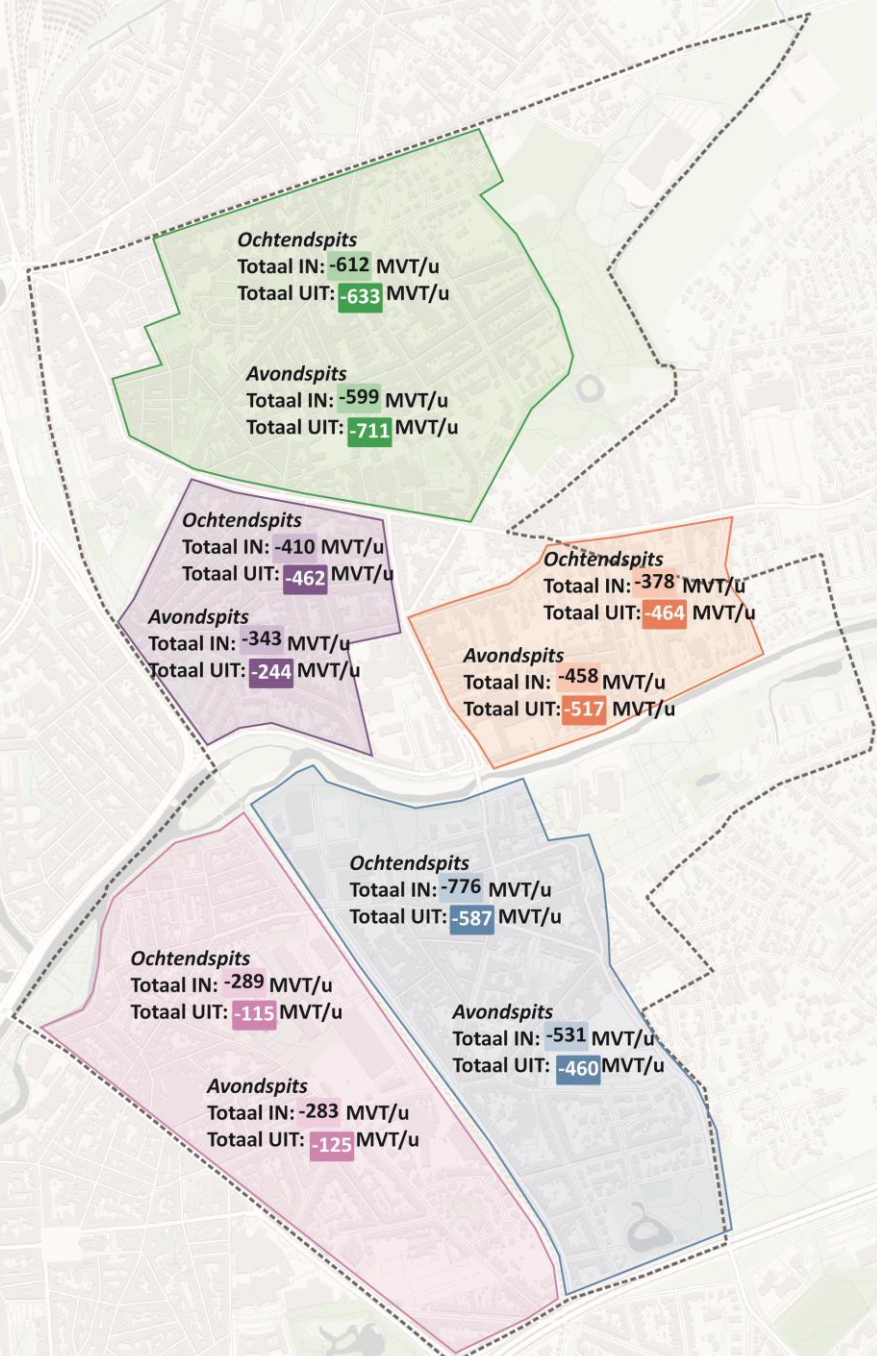 Ochtendspits
Totaal IN: -612 MVT/u
Totaal UIT: -633 MVT/u
Avondspits
Totaal IN: -599 MVT/u
Totaal UIT: -711 MVT/u
Ochtendspits
Totaal IN: -410 MVT/u
Totaal UIT: -462 MVT/u
Avondspits
Totaal IN: -343 MVT/u
Totaal UIT: -244 MVT/u
Ochtendspits
Totaal IN: -378 MVT/u
Totaal UIT: -464 MVT/u
Avondspits
Totaal IN: -458 MVT/u
Totaal UIT: -517 MVT/u
Ochtendspits
Totaal IN: -776 MVT/u
Totaal UIT: -587 MVT/u
Avondspits
Totaal IN: -531 MVT/u
Totaal UIT: -460 MVT/u
Ochtendspits
Totaal IN: -289 MVT/u
Totaal UIT: -115 MVT/u
Avondspits
Totaal IN: -283 MVT/u
Totaal UIT: -125 MVT/u